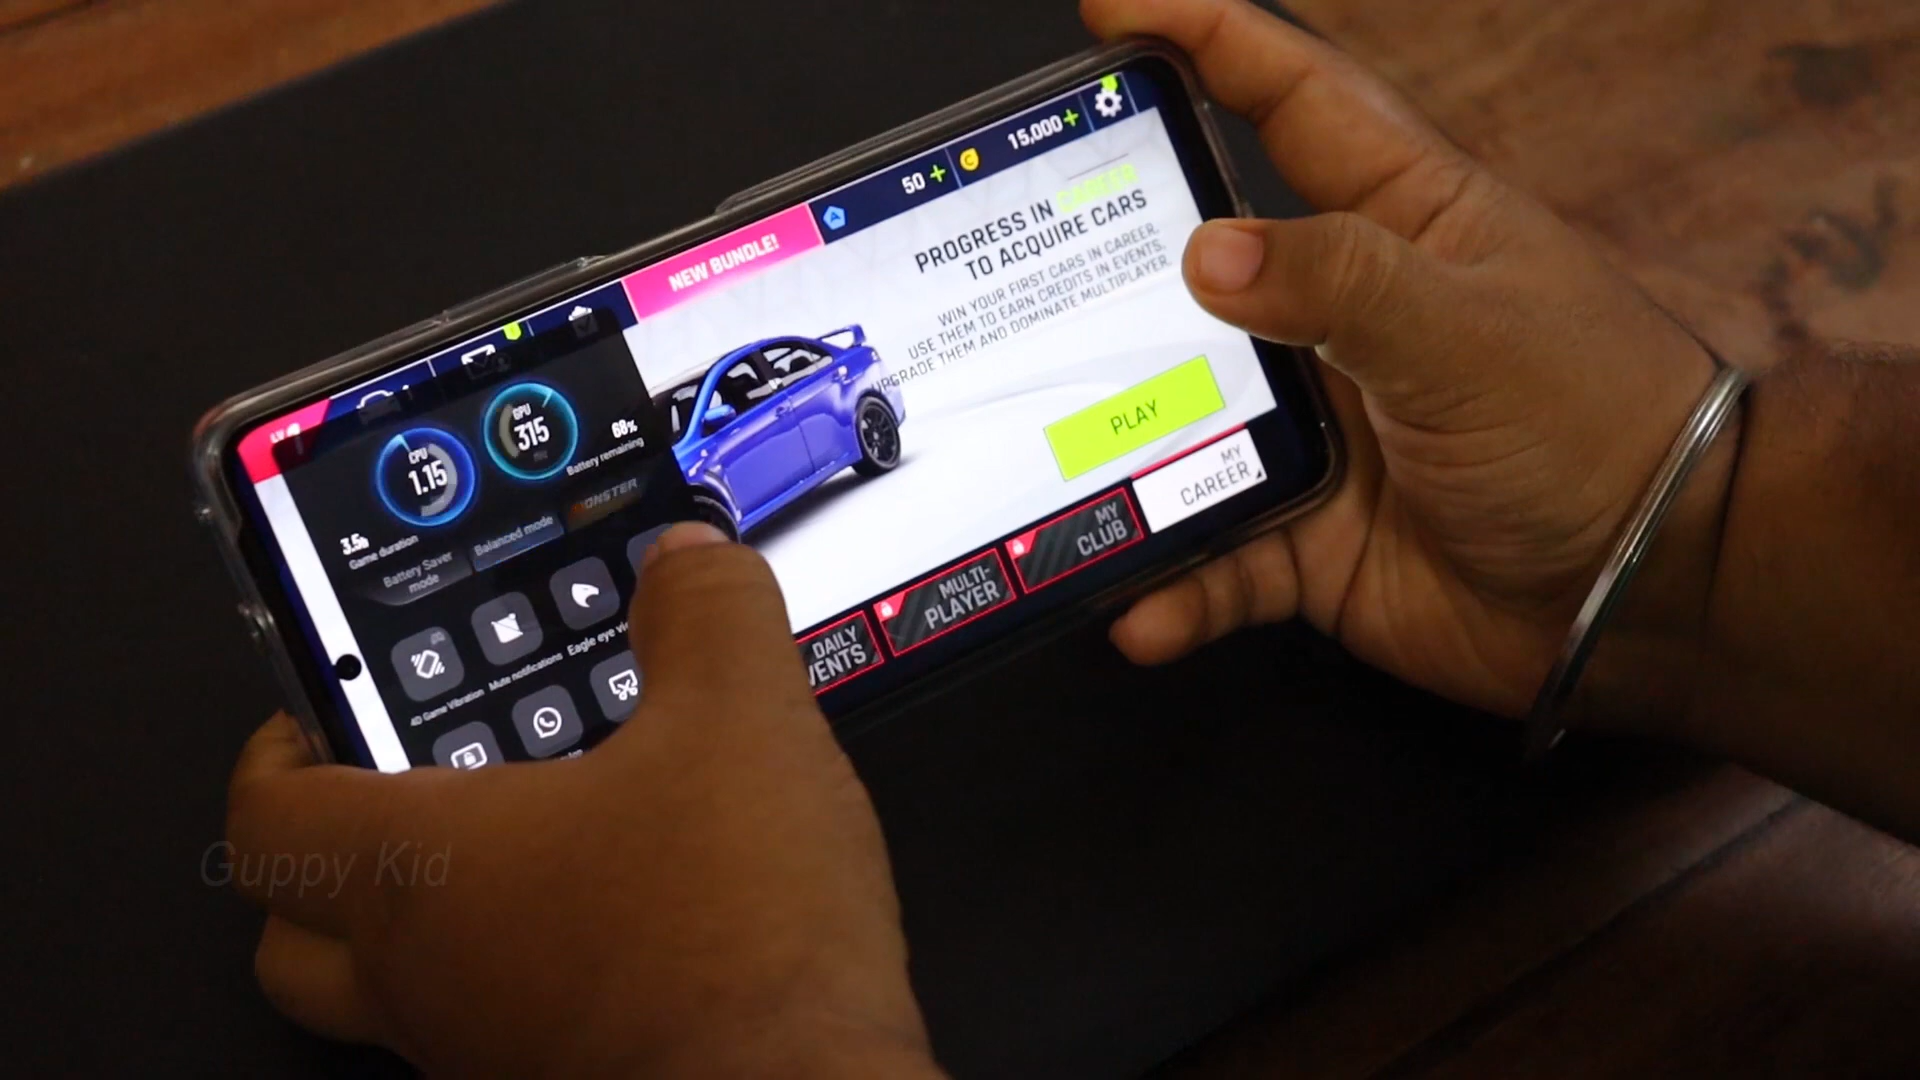 50
15,000
NEW BUNDLE!
PROGRESS IN CAREER
TO ACQUIRE CARS
WIN YOUR FIRST CARS IN CAREER.
USE THEM TO EARN CREDITS IN EVENTS.
UPGRADE THEM AND DOMINATE MULTIPLAYER.
PLAY
LV
CPU
1.15
GPU
315
68%
Battery remaining
3.5h
Game duration
Battery Saver
mode
Balanced mode
MONSTER
4D Game Vibration
Mute notifications
Eagle eye
MY
CAREER
MY
CLUB
MULTI-
PLAYER
DAILY
EVENTS
Guppy Kid